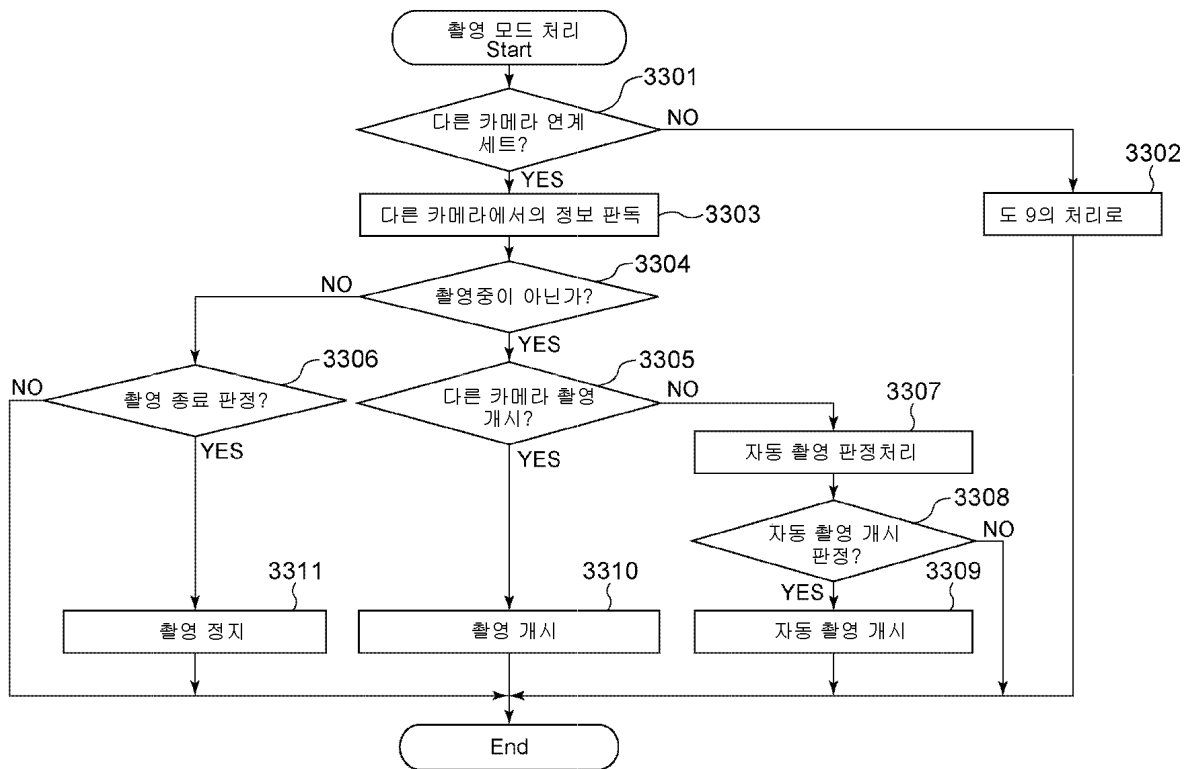 촬영 모드 처리
Start
3301
다른 카메라 연계
세트?
NO
YES
3302
도 9의 처리로
다른 카메라에서의 정보 판독
3303
3304
촬영중이 아닌가?
NO
YES
3306
촬영 종료 판정?
NO
YES
3305
다른 카메라 촬영
개시?
NO
YES
3307
자동 촬영 판정처리
3308
자동 촬영 개시
판정?
NO
YES
3311
촬영 정지
3310
촬영 개시
3309
자동 촬영 개시
End